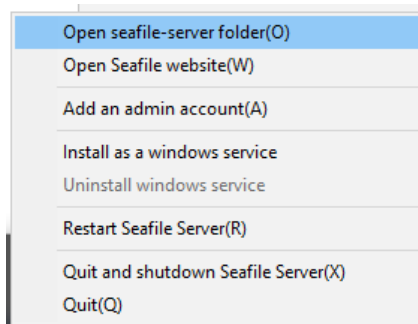 Open seafile-server folder(O)
Open Seafile website(W)
Add an admin account(A)
Install as a windows service
Uninstall windows service
Restart Seafile Server(R)
Quit and shutdown Seafile Server(X)
Quit(Q)